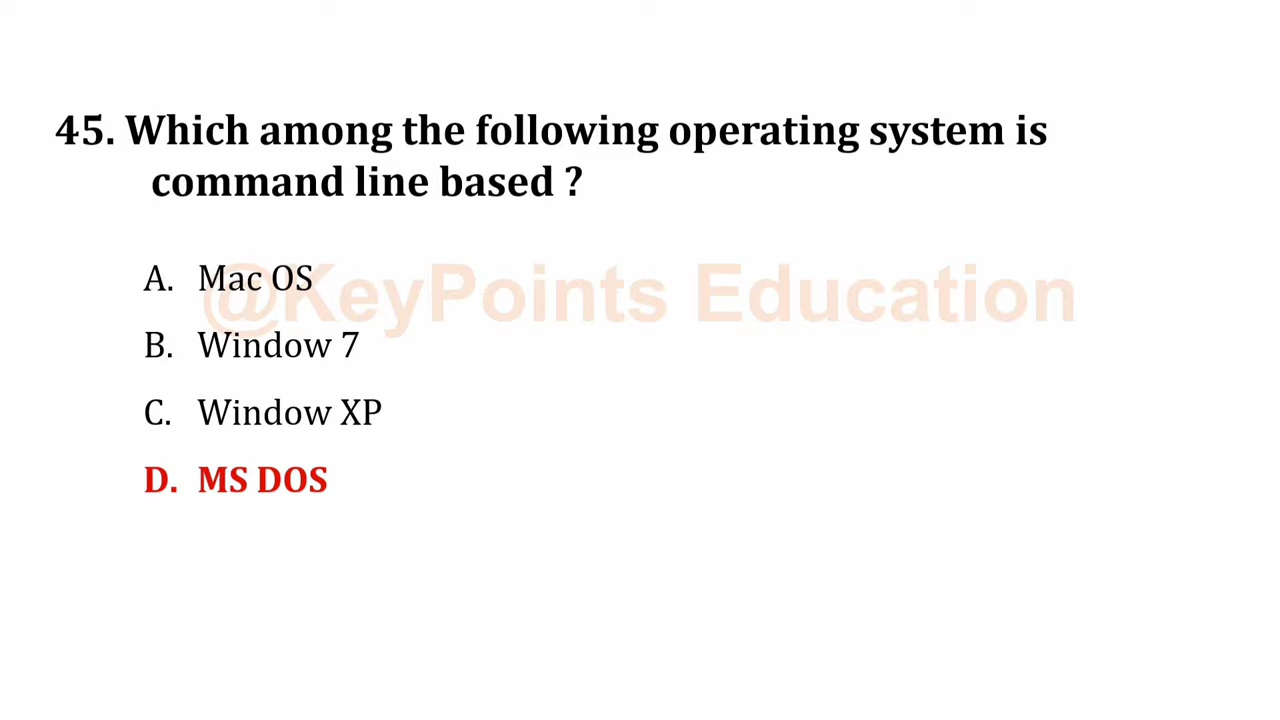 45. Which among the following operating system is
command line based ?
@KeyPoints Education
A. Mac OS
B. Window 7
C. Window XP
D. MS DOS